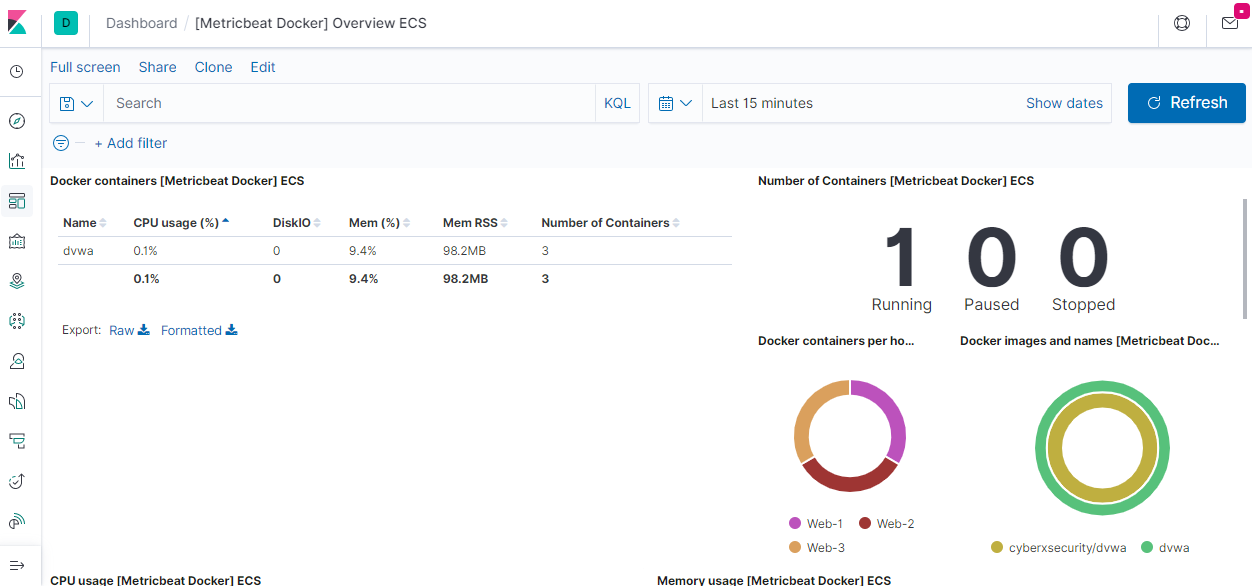 D Dashboard / [Metricbeat Docker] Overview ECS
Full screen Share Clone Edit
Search KQL Last 15 minutes Show dates Refresh
+ Add filter
Docker containers [Metricbeat Docker] ECS
Name CPU usage (%) DiskIO Mem (%) Mem RSS Number of Containers
dvwa 0.1% 0 9.4% 98.2MB 3
0.1% 0 9.4% 98.2MB 3
Export: Raw Formatted
Number of Containers [Metricbeat Docker] ECS
1 0 0
Running Paused Stopped
Docker containers per ho...
Docker images and names [Metricbeat Doc...
Web-1 Web-2
Web-3
cyberxsecurity/dvwa dvwa
CPU usage [Metricbeat Docker] ECS
Memory usage [Metricbeat Docker] ECS